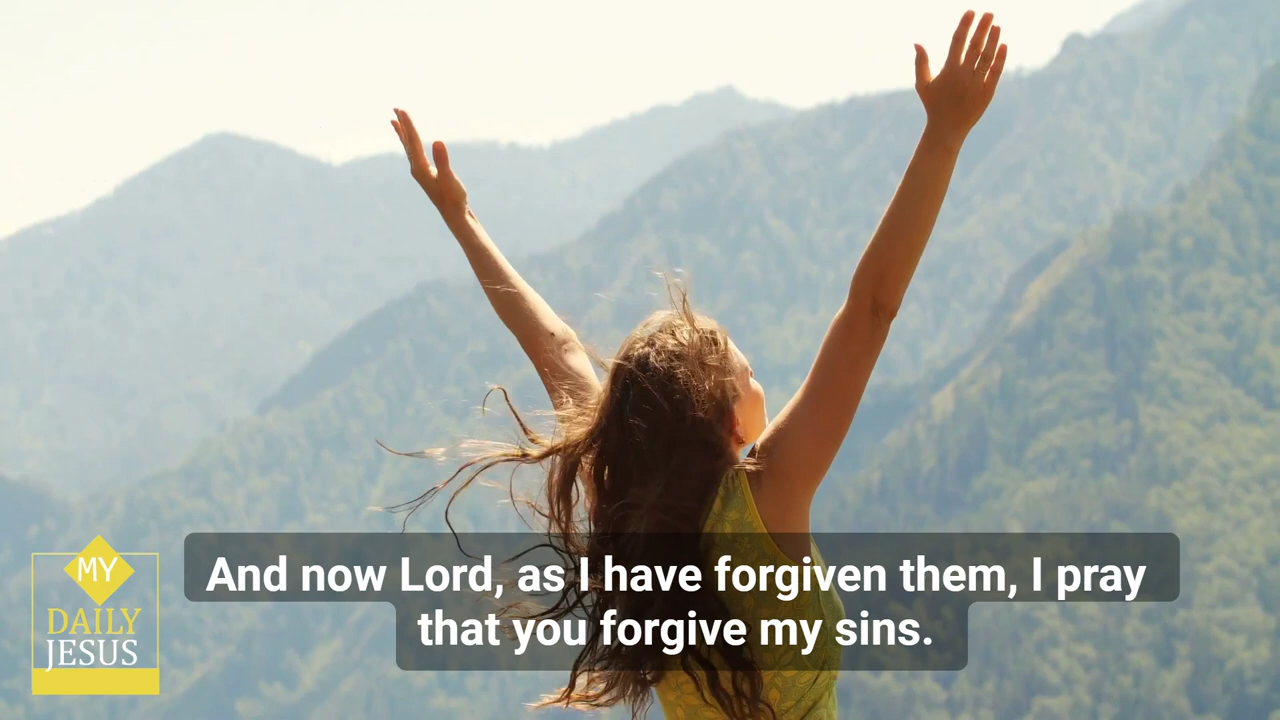 And now Lord, as I have forgiven them, I pray
that you forgive my sins.
MY
DAILY
JESUS